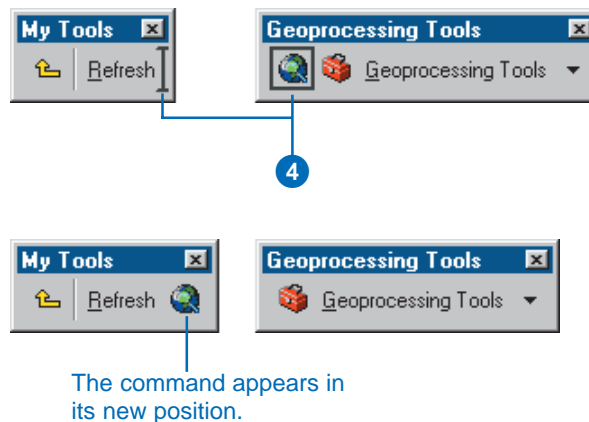 My Tools
Geoprocessing Tools
Refresh
Geoprocessing Tools
4
My Tools
Geoprocessing Tools
Refresh
Geoprocessing Tools
The command appears in
its new position.